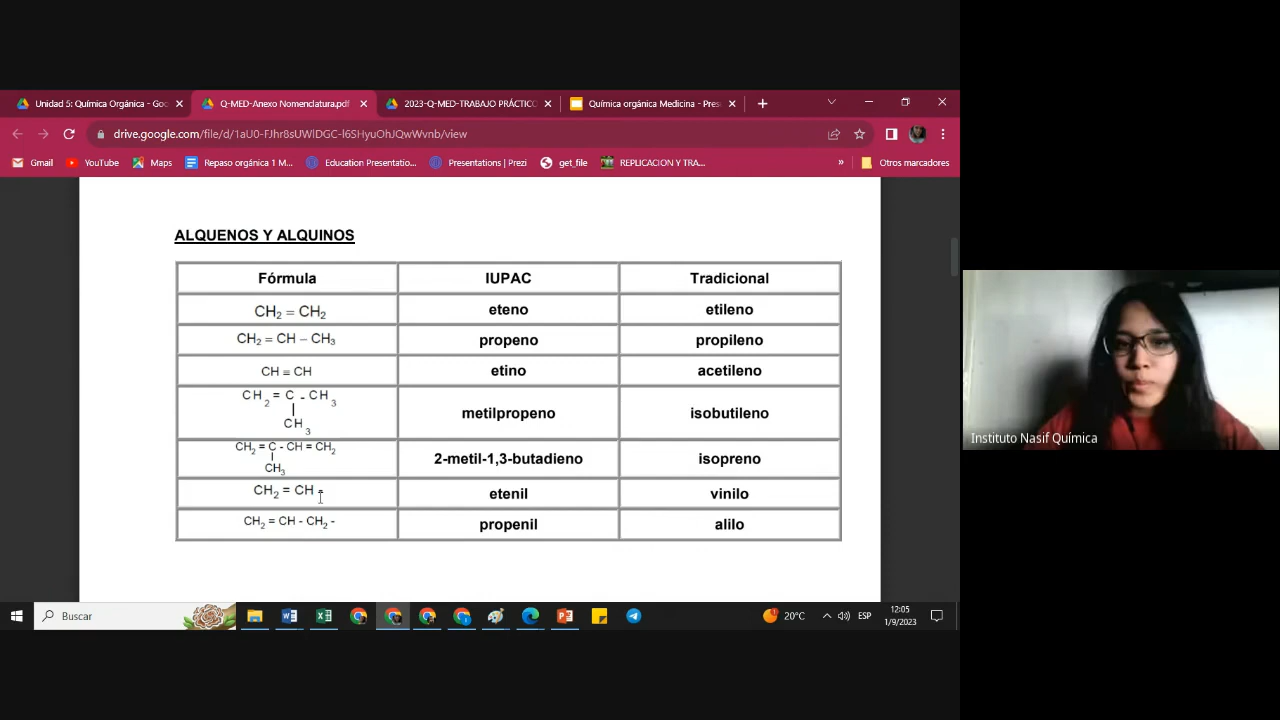 Unidad 5: Química Orgánica - Goo
Q-MED-Anexo Nomenclatura.pdf
2023-Q-MED-TRABAJO PRÁCTICO
Química orgánica Medicina - Pres
drive.google.com/file/d/1aU0-FJhr8sUWlDGC-l6SHyuOhJQwWvnb/view
Gmail
YouTube
Maps
Repaso orgánica 1 M...
Education Presentatio...
Presentations | Prezi
get_file
REPLICACION Y TRA...
»
Otros marcadores
ALQUENOS Y ALQUINOS
Fórmula IUPAC Tradicional
CH₂ = CH₂ eteno etileno
CH₂ = CH – CH₃ propeno propileno
CH ≡ CH etino acetileno
CH₂ = C - CH₃
|
CH₃
metilpropeno isobutileno
CH₂ = C - CH = CH₂
|
CH₃
2-metil-1,3-butadieno isopreno
CH₂ = CH - etenil vinilo
CH₂ = CH - CH₂ - propenil alilo
Instituto Nasif Química
Buscar
20°C
ESP
12:05
1/9/2023